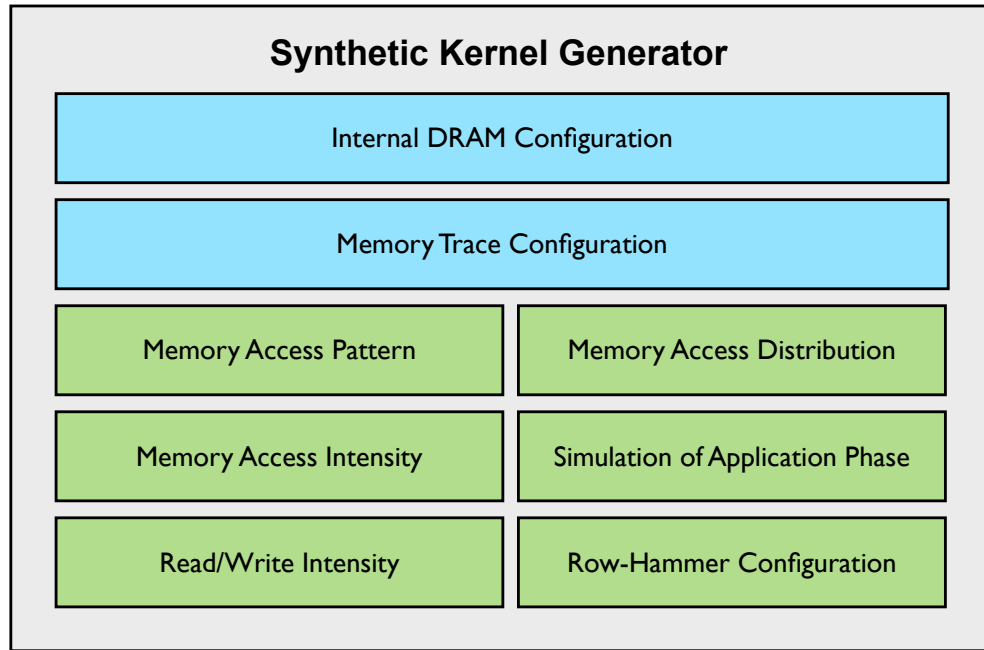 Synthetic Kernel Generator
Internal DRAM Configuration
Memory Trace Configuration
Memory Access Pattern
Memory Access Distribution
Memory Access Intensity
Simulation of Application Phase
Read/Write Intensity
Row-Hammer Configuration